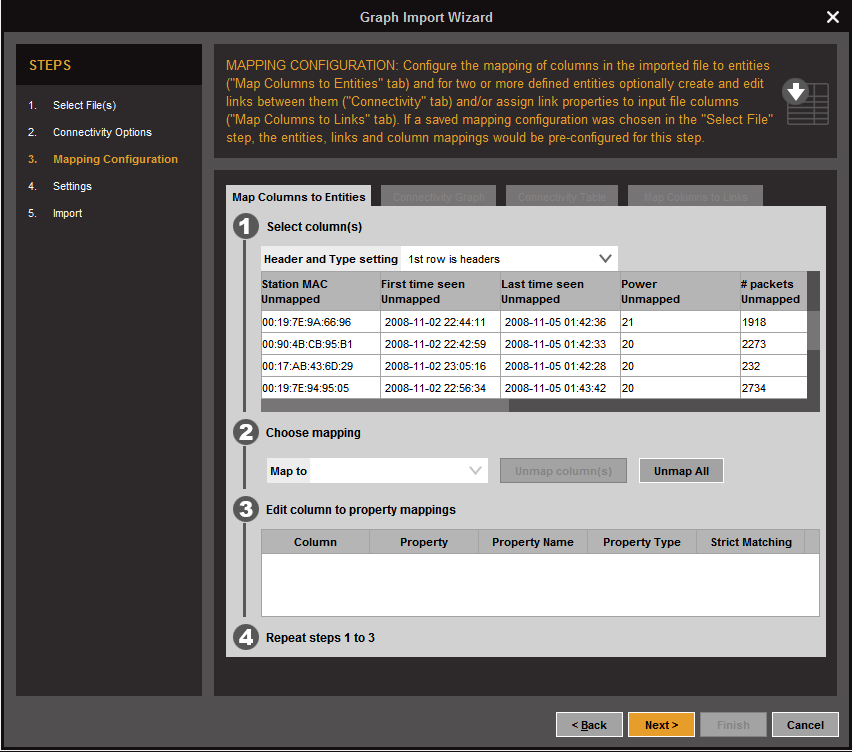 Graph Import Wizard
STEPS
1. Select File(s)
2. Connectivity Options
3. Mapping Configuration
4. Settings
5. Import
MAPPING CONFIGURATION: Configure the mapping of columns in the imported file to entities
("Map Columns to Entities" tab) and for two or more defined entities optionally create and edit
links between them ("Connectivity" tab) and/or assign link properties to input file columns
("Map Columns to Links" tab). If a saved mapping configuration was chosen in the "Select File"
step, the entities, links and column mappings would be pre-configured for this step.
Map Columns to Entities Connectivity Graph Connectivity Table Map Columns to Links
1 Select column(s)
Header and Type setting 1st row is headers
Station MAC First time seen Last time seen Power # packets
Unmapped Unmapped Unmapped Unmapped Unmapped
00:19:7E:9A:66:96 2008-11-02 22:44:11 2008-11-05 01:42:36 21 1918
00:90:4B:CB:95:B1 2008-11-02 22:42:59 2008-11-05 01:42:33 20 2273
00:17:AB:43:6D:29 2008-11-02 23:05:16 2008-11-05 01:42:28 20 232
00:19:7E:94:95:05 2008-11-02 22:56:34 2008-11-05 01:43:42 20 2734
2 Choose mapping
Map to Unmap column(s) Unmap All
3 Edit column to property mappings
Column Property Property Name Property Type Strict Matching
4 Repeat steps 1 to 3
< Back Next > Finish Cancel